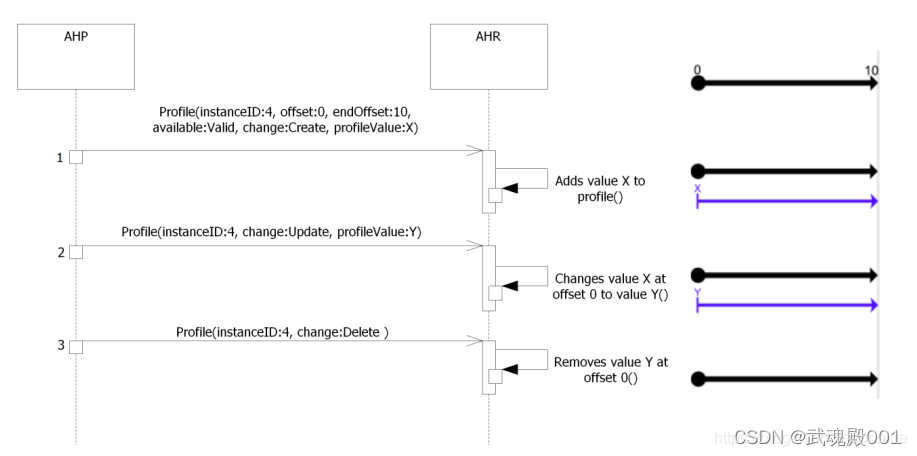 AHP
AHR
0
10
Profile(instanceID:4, offset:0, endOffset:10,
available:Valid, change:Create, profileValue:X)
1
Adds value X to
profile()
X
Profile(instanceID:4, change:Update, profileValue:Y)
2
Changes value X at
offset 0 to value Y()
Y
Profile(instanceID:4, change:Delete )
3
Removes value Y at
offset 0()
CSDN @武魂殿001